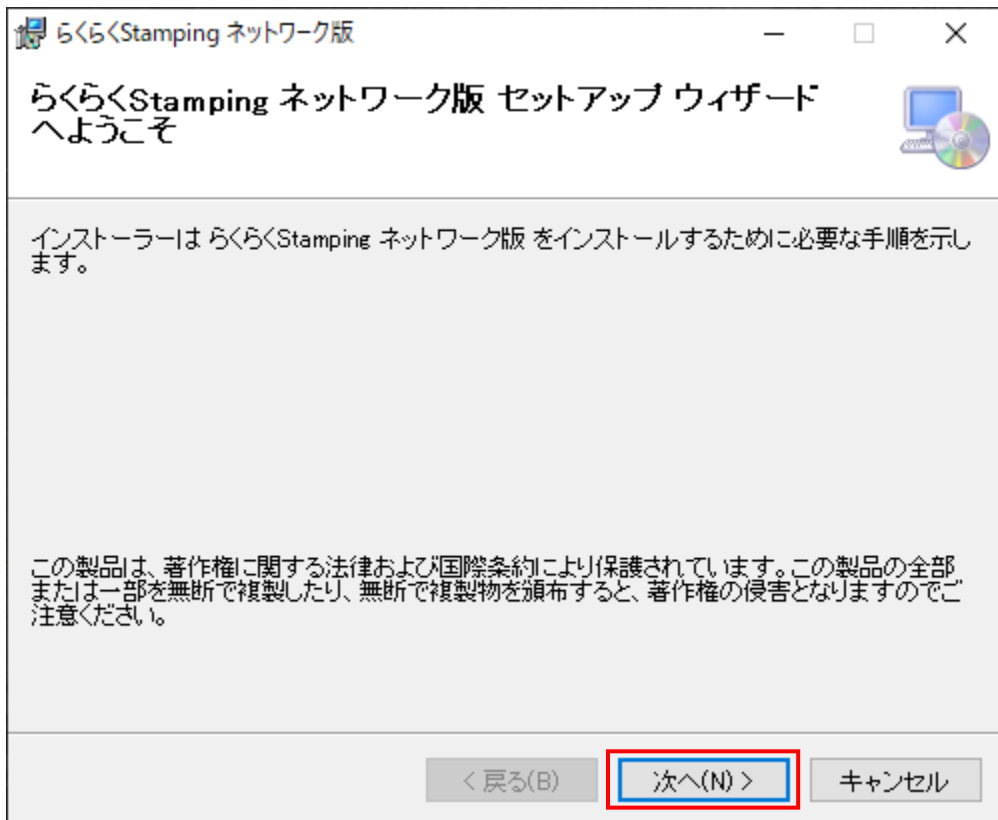 らくらくStamping ネットワーク版
らくらくStamping ネットワーク版 セットアップ ウィザード
へようこそ
インストーラーは らくらくStamping ネットワーク版 をインストールするために必要な手順を示し
ます。
この製品は、著作権に関する法律および国際条約により保護されています。この製品の全部
または一部を無断で複製したり、無断で複製物を頒布すると、著作権の侵害となりますのでご
注意ください。
< 戻る(B)
次へ(N) >
キャンセル